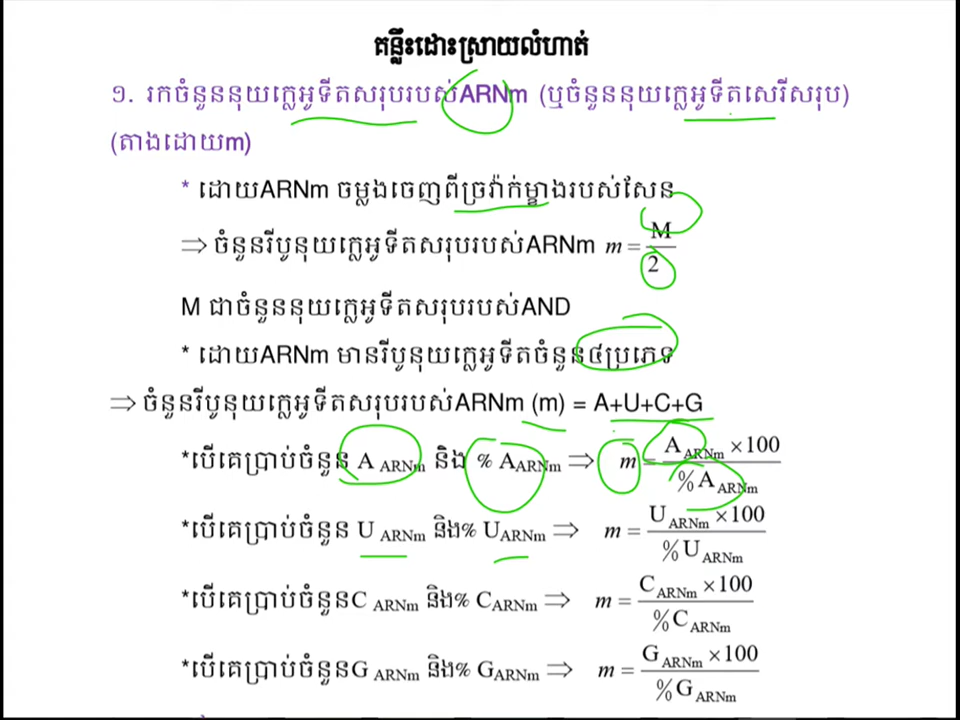 គន្លឹះដោះស្រាយលំហាត់
១. រកចំនួននុយក្លេអូទីតសរុបរបស់ARNm (ឬចំនួននុយក្លេអូទីតសេរីសរុប)
(តាងដោយm)
* ដោយARNm ចម្លងចេញពីច្រវ៉ាក់ម្ខាងរបស់សែន
⇒ ចំនួនរីបូនុយក្លេអូទីតសរុបរបស់ARNm m = M/2
M ជាចំនួននុយក្លេអូទីតសរុបរបស់AND
* ដោយARNm មានរីបូនុយក្លេអូទីតចំនួន៤ប្រភេទ
⇒ ចំនួនរីបូនុយក្លេអូទីតសរុបរបស់ARNm (m) = A+U+C+G
*បើគេប្រាប់ចំនួន A ARNm និង % A ARNm ⇒ m = A ARNm ×100 / %A ARNm
*បើគេប្រាប់ចំនួន U ARNm និង% U ARNm ⇒ m = U ARNm ×100 / %U ARNm
*បើគេប្រាប់ចំនួនC ARNm និង% C ARNm ⇒ m = C ARNm ×100 / %C ARNm
*បើគេប្រាប់ចំនួនG ARNm និង% G ARNm ⇒ m = G ARNm ×100 / %G ARNm